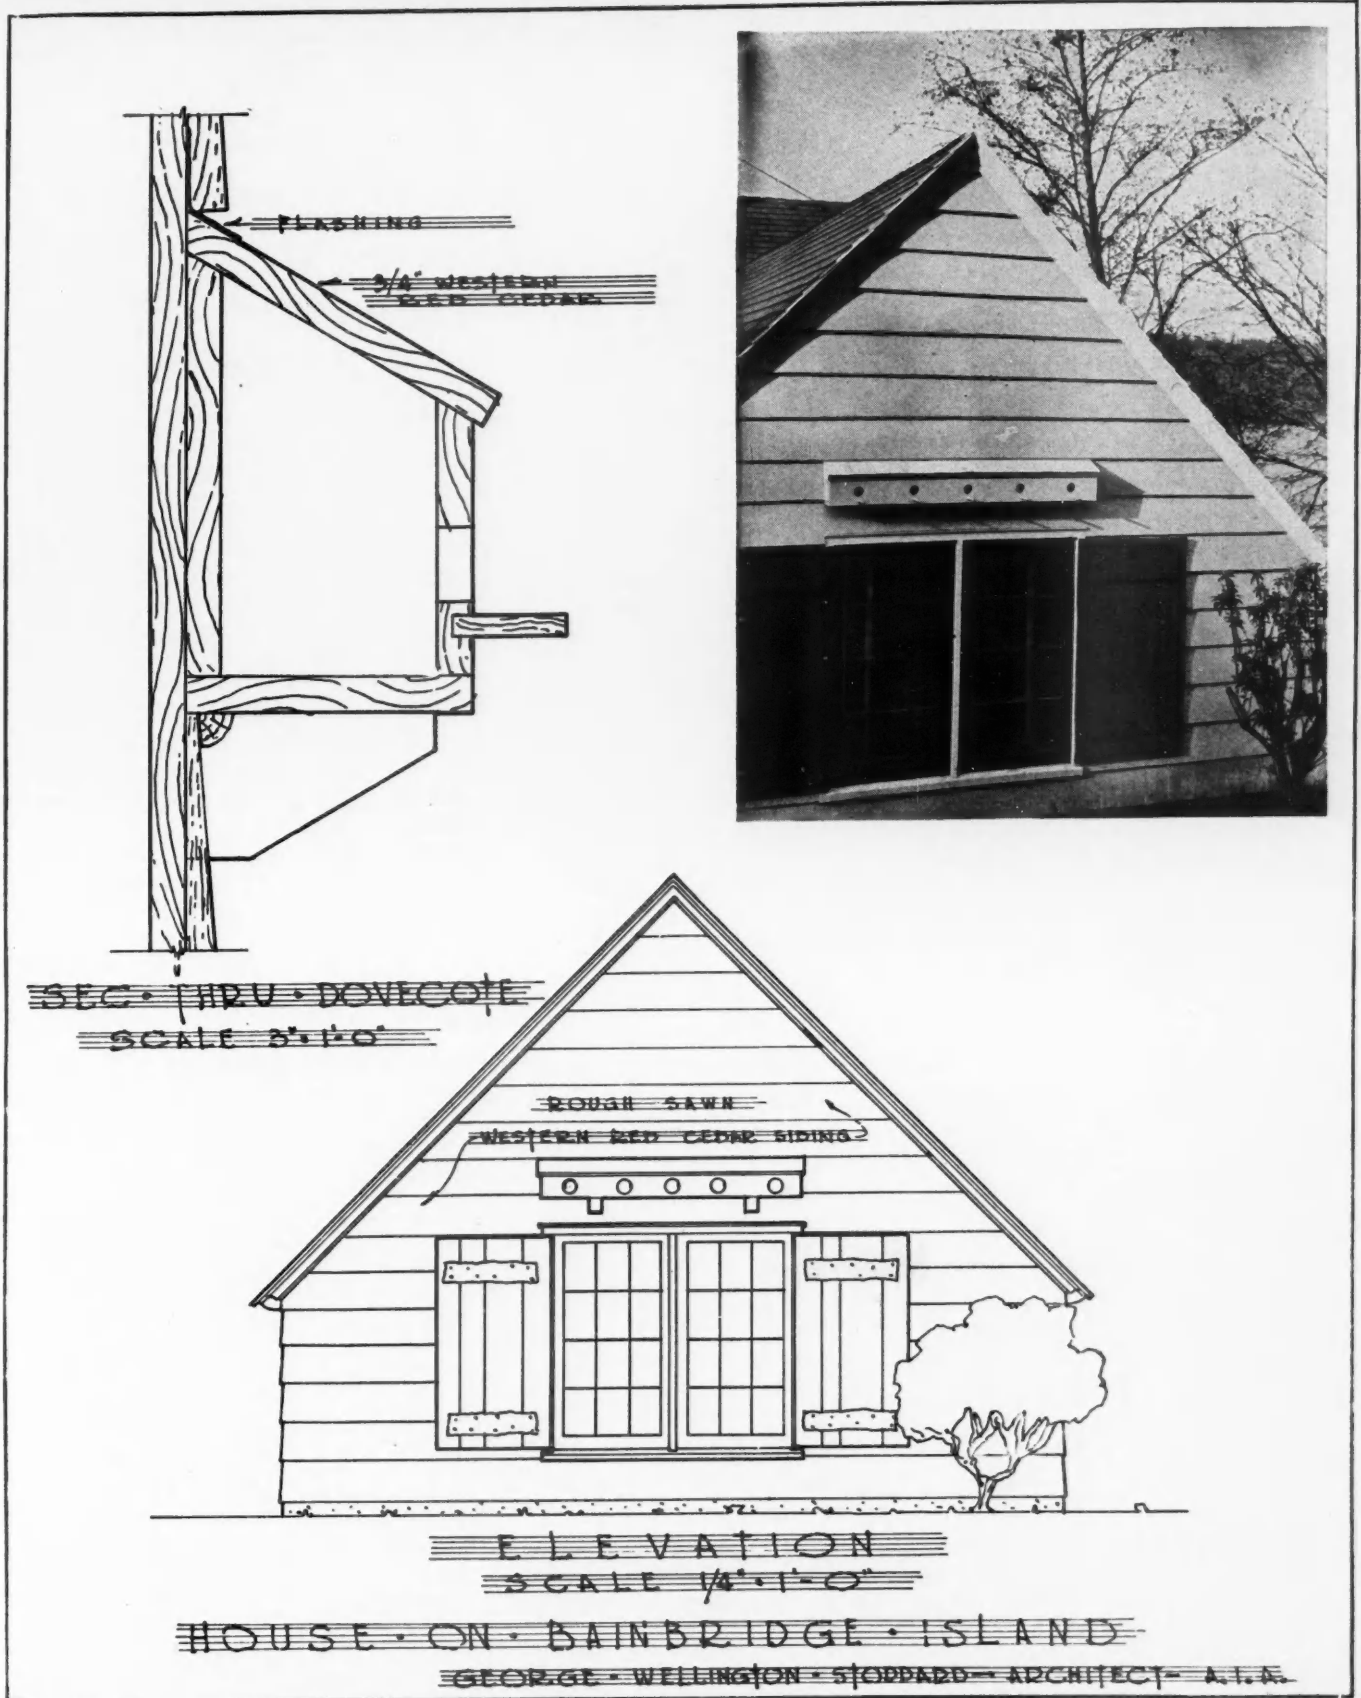 FLASHING
3/4" WESTERN
RED CEDAR
SEC · THRU · DOVECOTE
SCALE 3"·1'-0"
ROUGH SAWN
WESTERN RED CEDAR SIDING
ELEVATION
SCALE 1/4"·1'-0"
HOUSE · ON · BAINBRIDGE · ISLAND
GEORGE - WELLINGTON - STODDARD - ARCHITECT - A.I.A.